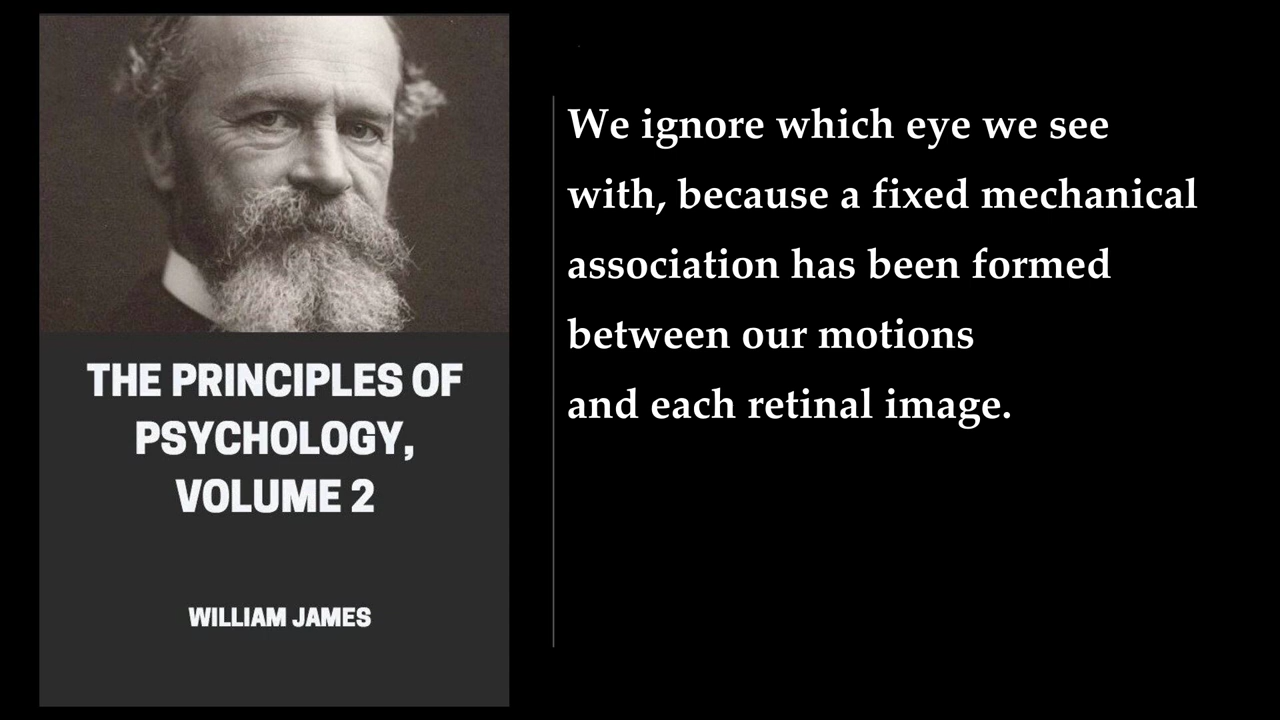 THE PRINCIPLES OF
PSYCHOLOGY,
VOLUME 2
WILLIAM JAMES
We ignore which eye we see
with, because a fixed mechanical
association has been formed
between our motions
and each retinal image.